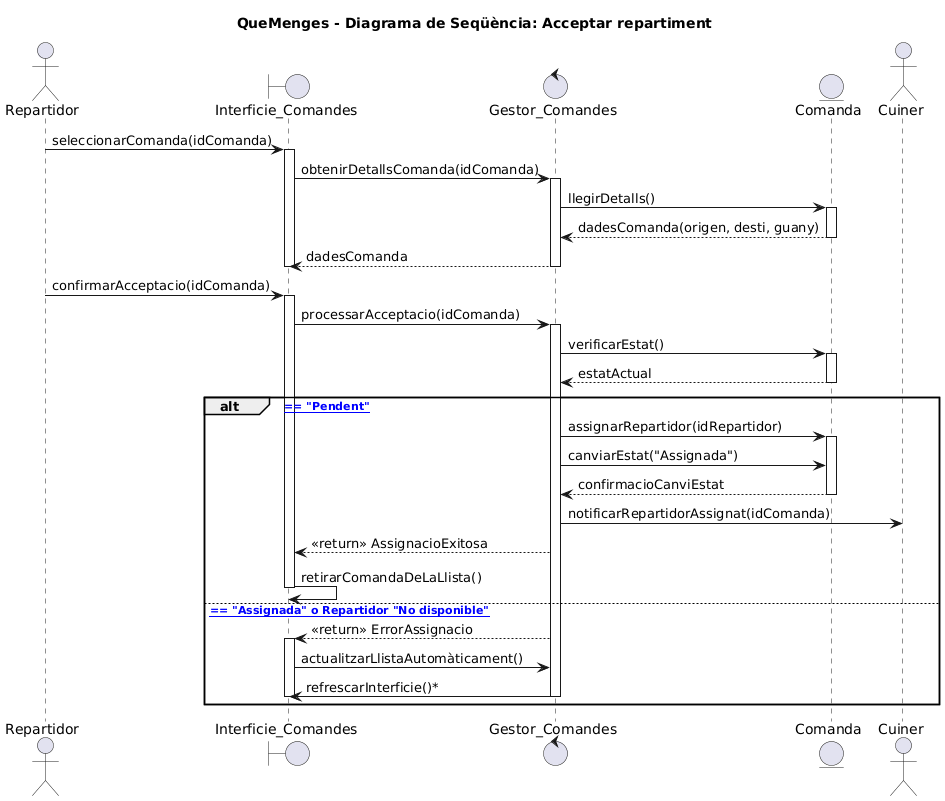 QueMenges - Diagrama de Seqüència: Acceptar repartiment
Repartidor Interficie_Comandes Gestor_Comandes Comanda Cuiner
seleccionarComanda(idComanda)
obtenirDetallsComanda(idComanda)
llegirDetalls()
dadesComanda(origen, desti, guany)
dadesComanda
confirmarAcceptacio(idComanda)
processarAcceptacio(idComanda)
verificarEstat()
estatActual
alt == "Pendent"
assignarRepartidor(idRepartidor)
canviarEstat("Assignada")
confirmacioCanviEstat
notificarRepartidorAssignat(idComanda)
«return» AssignacioExitosa
retirarComandaDeLaLlista()
== "Assignada" o Repartidor "No disponible"
«return» ErrorAssignacio
actualitzarLlistaAutomàticament()
refrescarInterficie()*
Repartidor Interficie_Comandes Gestor_Comandes Comanda Cuiner